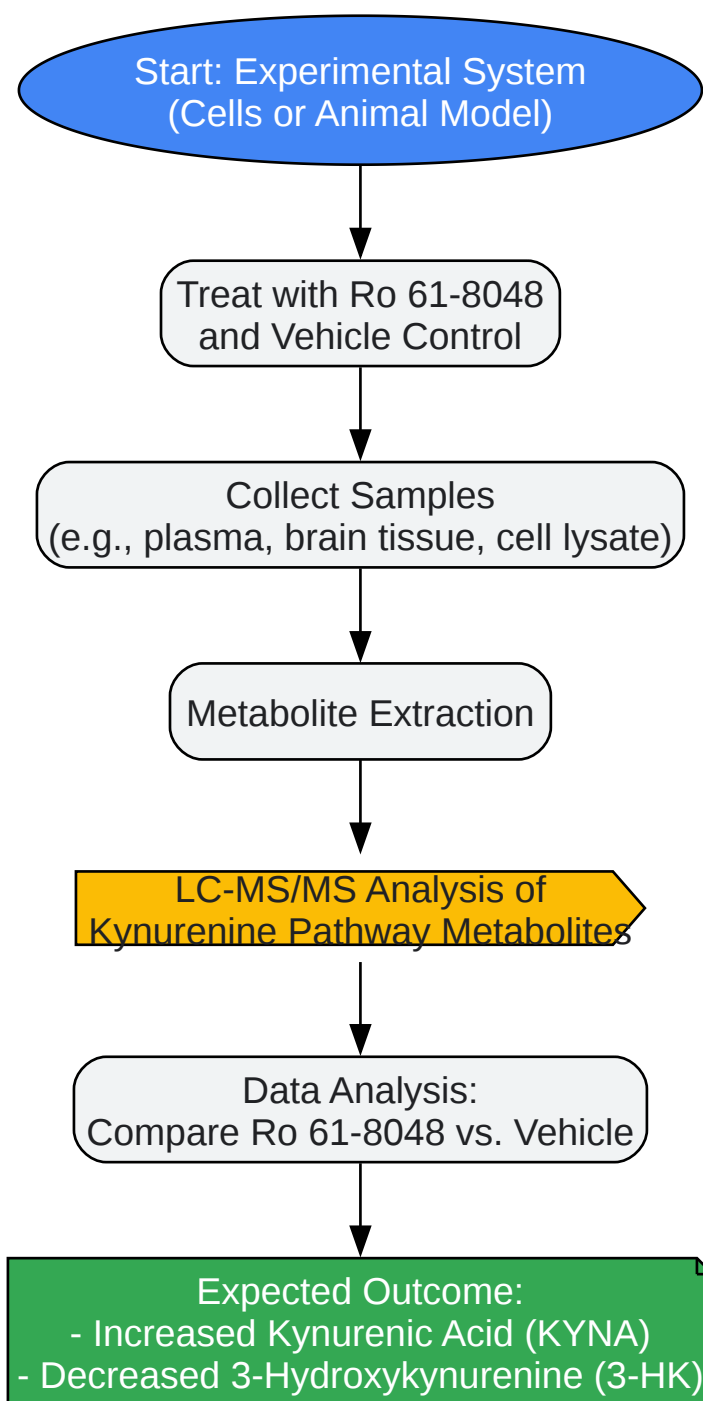 Start: Experimental System
(Cells or Animal Model)
Treat with Ro 61-8048
and Vehicle Control
Collect Samples
(e.g., plasma, brain tissue, cell lysate)
Metabolite Extraction
LC-MS/MS Analysis of
Kynurenine Pathway Metabolites
Data Analysis:
Compare Ro 61-8048 vs. Vehicle
Expected Outcome:
- Increased Kynurenic Acid (KYNA)
- Decreased 3-Hydroxykynurenine (3-HK)